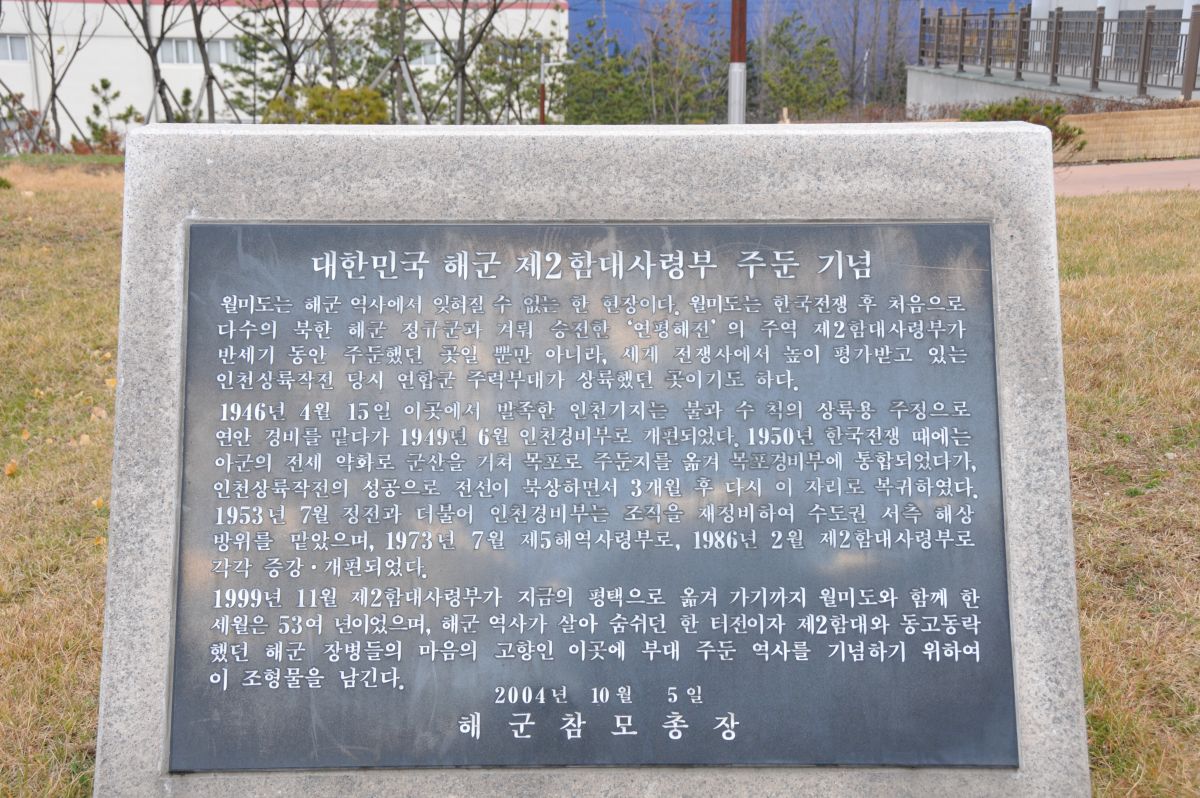 대한민국 해군 제2함대사령부 주둔 기념
월미도는 해군 역사에서 잊혀질 수 없는 한 현장이다. 월미도는 한국전쟁 후 처음으로
다수의 북한 해군 정규군과 겨뤄 승전한 ‘연평해전’의 주역 제2함대사령부가
반세기 동안 주둔했던 곳일 뿐만 아니라, 세계 전쟁사에서 높이 평가받고 있는
인천상륙작전 당시 연합군 주력부대가 상륙했던 곳이기도 하다.
1946년 4월 15일 이곳에서 발족한 인천기지는 불과 수 척의 상륙용 주정으로
연안 경비를 맡다가 1949년 6월 인천경비부로 개편되었다. 1950년 한국전쟁 때에는
아군의 전세 약화로 군산을 거쳐 목포로 주둔지를 옮겨 목포경비부에 통합되었다가,
인천상륙작전의 성공으로 전선이 북상하면서 3개월 후 다시 이 자리로 복귀하였다.
1953년 7월 정전과 더불어 인천경비부는 조직을 재정비하여 수도권 서측 해상
방위를 맡았으며, 1973년 7월 제5해역사령부로, 1986년 2월 제2함대사령부로
각각 증강·개편되었다.
1999년 11월 제2함대사령부가 지금의 평택으로 옮겨 가기까지 월미도와 함께 한
세월은 53여 년이었으며, 해군 역사가 살아 숨쉬던 한 터전이자 제2함대와 동고동락
했던 해군 장병들의 마음의 고향인 이곳에 부대 주둔 역사를 기념하기 위하여
이 조형물을 남긴다.
2004년 10월 5일
해군참모총장